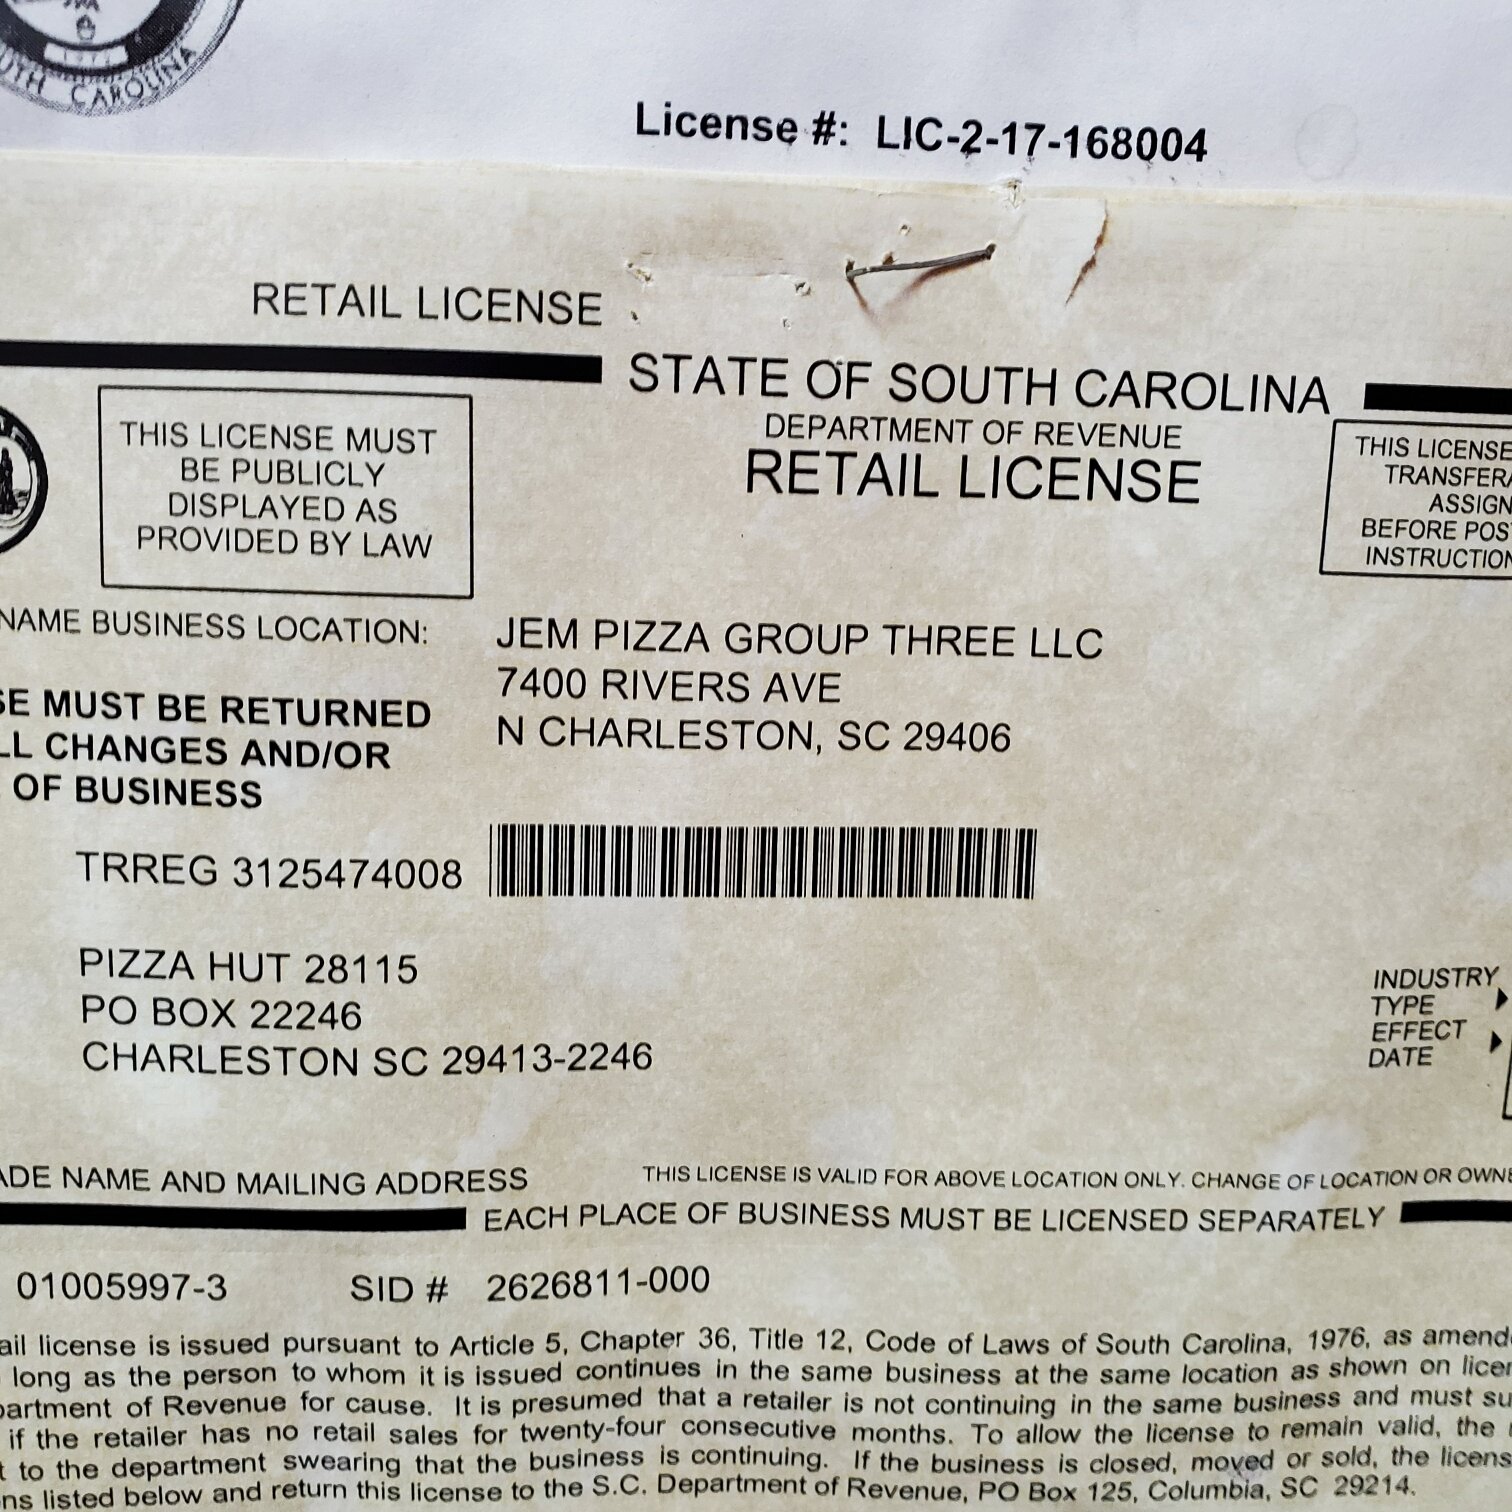 CAROLINA
License #: LIC-2-17-168004
RETAIL LICENSE
STATE OF SOUTH CAROLINA
DEPARTMENT OF REVENUE
RETAIL LICENSE
THIS LICENSE MUST
BE PUBLICLY
DISPLAYED AS
PROVIDED BY LAW
THIS LICENSE
TRANSFERA
ASSIGN
BEFORE POS
INSTRUCTION
NAME BUSINESS LOCATION:
JEM PIZZA GROUP THREE LLC
7400 RIVERS AVE
N CHARLESTON, SC 29406
SE MUST BE RETURNED
LL CHANGES AND/OR
OF BUSINESS
TRREG 3125474008
PIZZA HUT 28115
PO BOX 22246
CHARLESTON SC 29413-2246
INDUSTRY
TYPE
EFFECT
DATE
ADE NAME AND MAILING ADDRESS
THIS LICENSE IS VALID FOR ABOVE LOCATION ONLY. CHANGE OF LOCATION OR OWNE
EACH PLACE OF BUSINESS MUST BE LICENSED SEPARATELY
01005997-3 SID # 2626811-000
ail license is issued pursuant to Article 5, Chapter 36, Title 12, Code of Laws of South Carolina, 1976, as amend
long as the person to whom it is issued continues in the same business at the same location as shown on licen
partment of Revenue for cause. It is presumed that a retailer is not continuing in the same business and must su
if the retailer has no retail sales for twenty-four consecutive months. To allow the license to remain valid, the
t to the department swearing that the business is continuing. If the business is closed, moved or sold, the licens
ns listed below and return this license to the S.C. Department of Revenue, PO Box 125, Columbia, SC 29214.